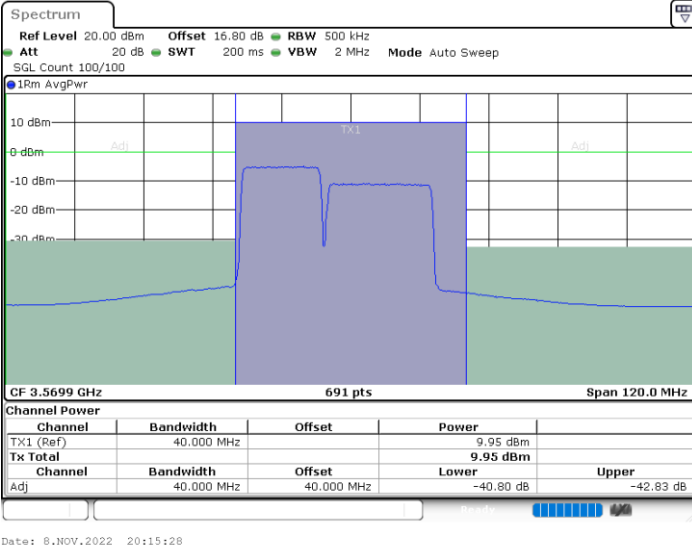 Spectrum
Ref Level 20.00 dBm Offset 16.80 dB RBW 500 kHz
Att 20 dB SWT 200 ms VBW 2 MHz Mode Auto Sweep
SGL Count 100/100
1Rm AvgPwr
10 dBm
TX1
Adj Adj
0 dBm
-10 dBm
-20 dBm
-30 dBm
CF 3.5699 GHz 691 pts Span 120.0 MHz
Channel Power
Channel Bandwidth Offset Power
TX1 (Ref) 40.000 MHz 9.95 dBm
Tx Total 9.95 dBm
Channel Bandwidth Offset Lower Upper
Adj 40.000 MHz 40.000 MHz -40.80 dB -42.83 dB
Ready
Date: 8.NOV.2022 20:15:28